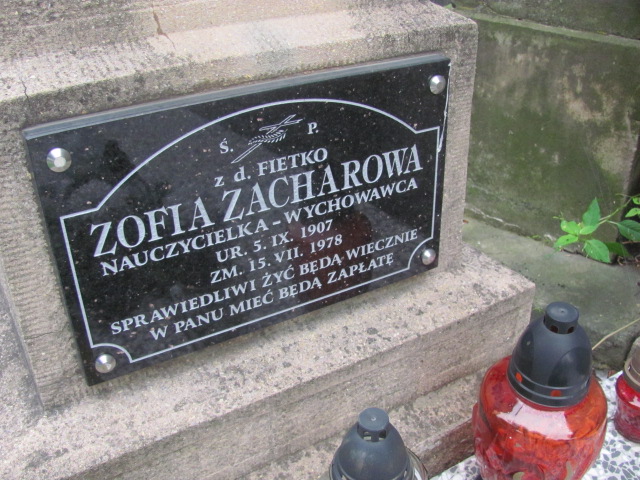 Ś. P.
z d. FIETKO
ZOFIA ZACHAROWA
NAUCZYCIELKA - WYCHOWAWCA
UR. 5. IX. 1907
ZM. 15. VII. 1978
SPRAWIEDLIWI ŻYĆ BĘDĄ WIECZNIE
W PANU MIEĆ BĘDĄ ZAPŁATĘ